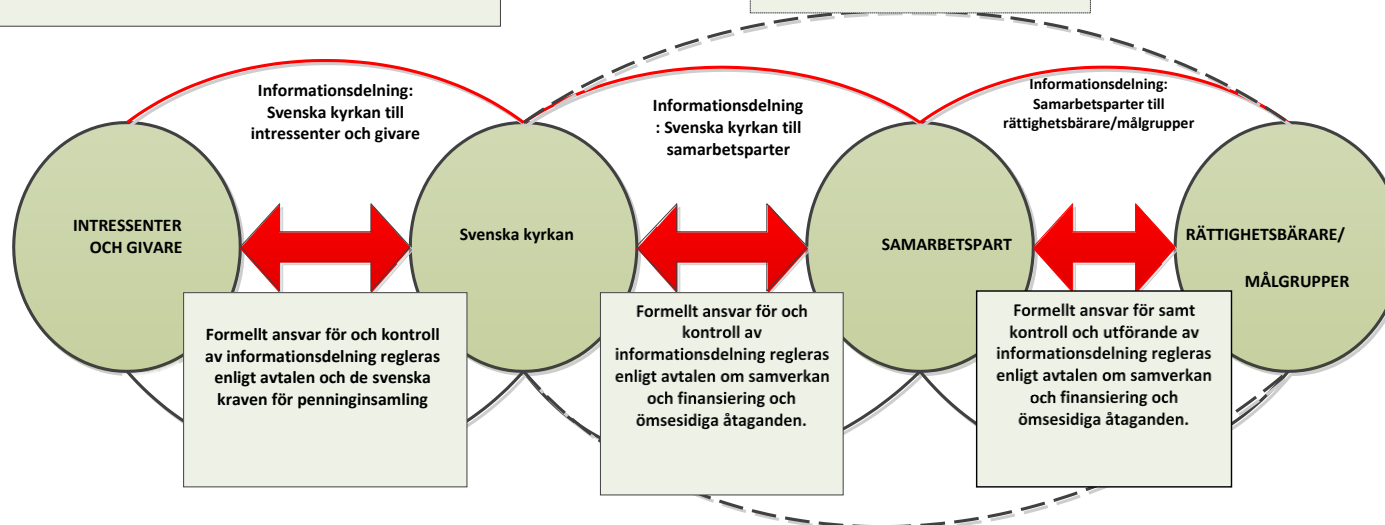 Informationsdelning:
Svenska kyrkan till
intressenter och givare
Informationsdelning
: Svenska kyrkan till
samarbetsparter
Informationsdelning:
Samarbetsparter till
rättighetsbärare/målgrupper
INTRESSENTER
OCH GIVARE
Svenska kyrkan
SAMARBETSPART
RÄTTIGHETSBÄRARE/
MÅLGRUPPER
Formellt ansvar för och kontroll
av informationsdelning regleras
enligt avtalen och de svenska
kraven för penninginsamling
Formellt ansvar för och
kontroll av
informationsdelning regleras
enligt avtalen om samverkan
och finansiering och
ömsesidiga åtaganden.
Formellt ansvar för samt
kontroll och utförande av
informationsdelning regleras
enligt avtalen om samverkan
och finansiering och
ömsesidiga åtaganden.